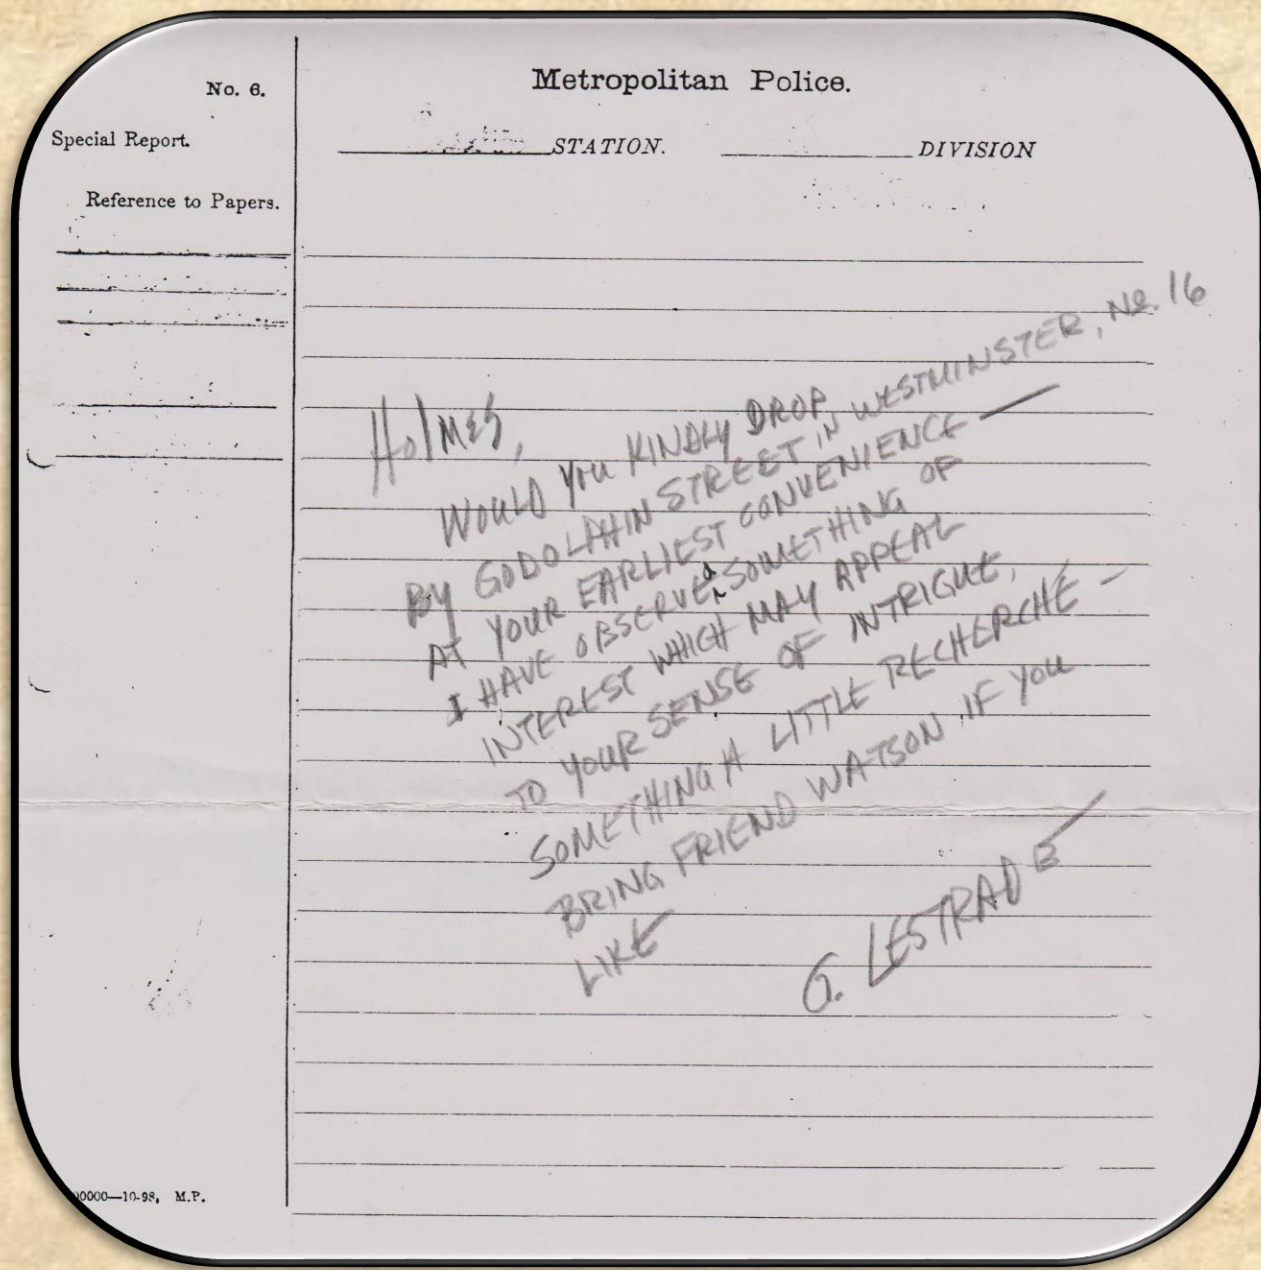 No. 6.
Metropolitan Police.
Special Report.
STATION. DIVISION
Reference to Papers.
Holmes,
WOULD YOU KINDLY DROP
BY GODOLPHIN STREET IN WESTMINSTER, No. 16
AT YOUR EARLIEST CONVENIENCE —
I HAVE OBSERVED SOMETHING OF
INTEREST WHICH MAY APPEAL
TO YOUR SENSE OF INTRIGUE,
SOMETHING A LITTLE RECHERCHÉ –
BRING FRIEND WATSON IF YOU
LIKE
G. LESTRADE
0000—10-98, M.P.